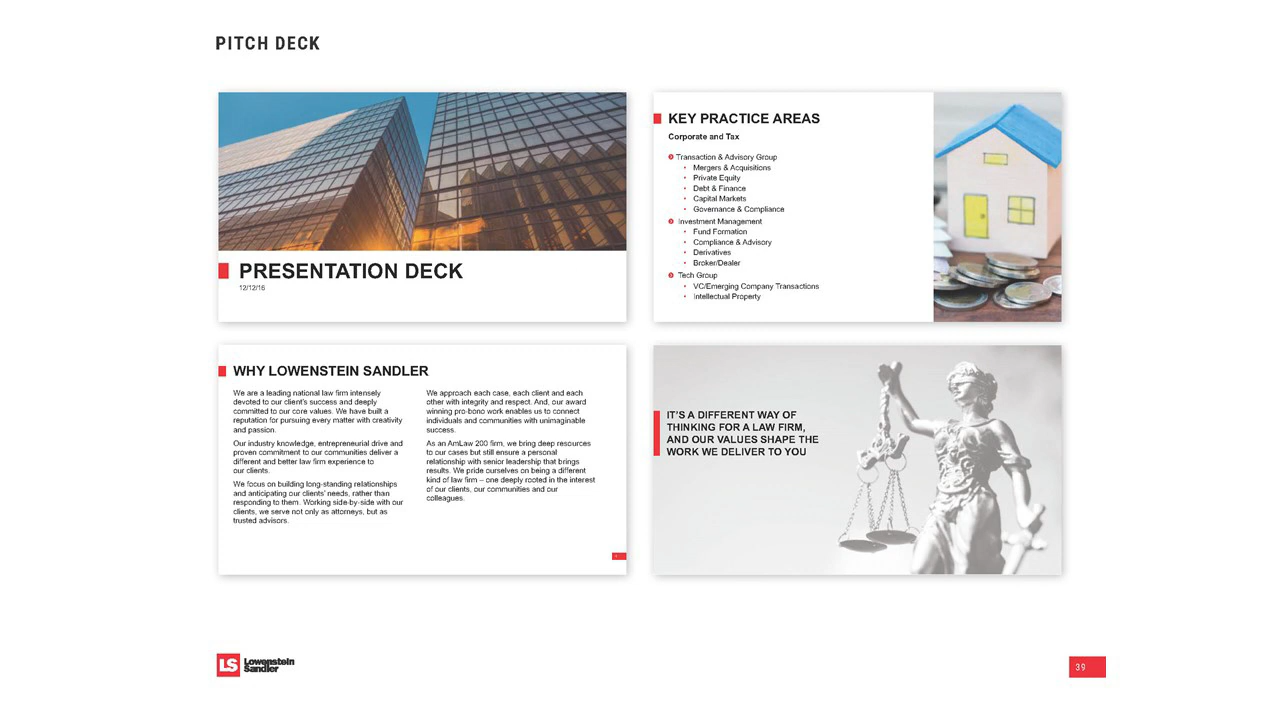 PITCH DECK
PRESENTATION DECK
12/12/16
KEY PRACTICE AREAS
Corporate and Tax
Transaction & Advisory Group
• Mergers & Acquisitions
• Private Equity
• Debt & Finance
• Capital Markets
• Governance & Compliance
Investment Management
• Fund Formation
• Compliance & Advisory
• Derivatives
• Broker/Dealer
Tech Group
• VC/Emerging Company Transactions
• Intellectual Property
WHY LOWENSTEIN SANDLER
We are a leading national law firm intensely
devoted to our client's success and deeply
committed to our core values. We have built a
reputation for pursuing every matter with creativity
and passion.
Our industry knowledge, entrepreneurial drive and
proven commitment to our communities deliver a
different and better law firm experience to
our clients.
We focus on building long-standing relationships
and anticipating our clients' needs, rather than
responding to them. Working side-by-side with our
clients, we serve not only as attorneys, but as
trusted advisors.
We approach each case, each client and each
other with integrity and respect. And, our award
winning pro-bono work enables us to connect
individuals and communities with unimaginable
success.
As an AmLaw 200 firm, we bring deep resources
to our cases but still ensure a personal
relationship with senior leadership that brings
results. We pride ourselves on being a different
kind of law firm – one deeply rooted in the interest
of our clients, our communities and our
colleagues.
IT'S A DIFFERENT WAY OF
THINKING FOR A LAW FIRM,
AND OUR VALUES SHAPE THE
WORK WE DELIVER TO YOU
LS
Lowenstein
Sandler
39